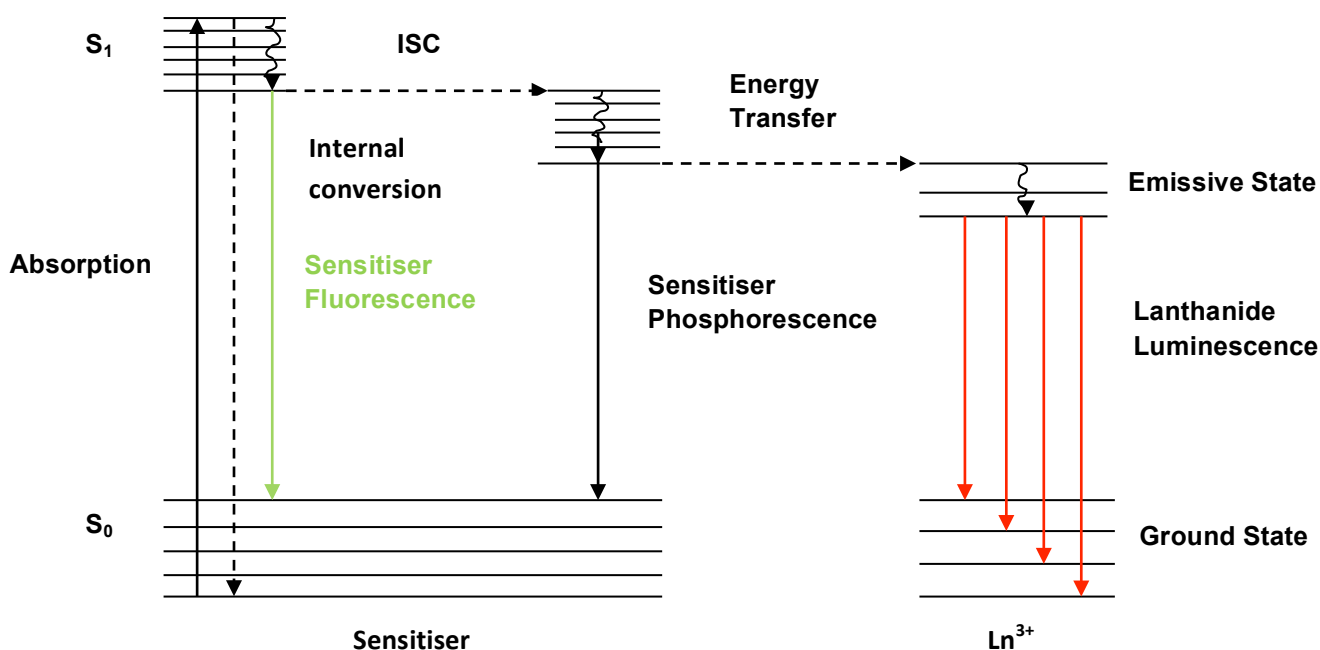 S₁
ISC
Energy
Transfer
Internal
conversion
Emissive State
Absorption
Sensitiser
Fluorescence
Sensitiser
Phosphorescence
Lanthanide
Luminescence
S₀
Ground State
Sensitiser
Ln³⁺